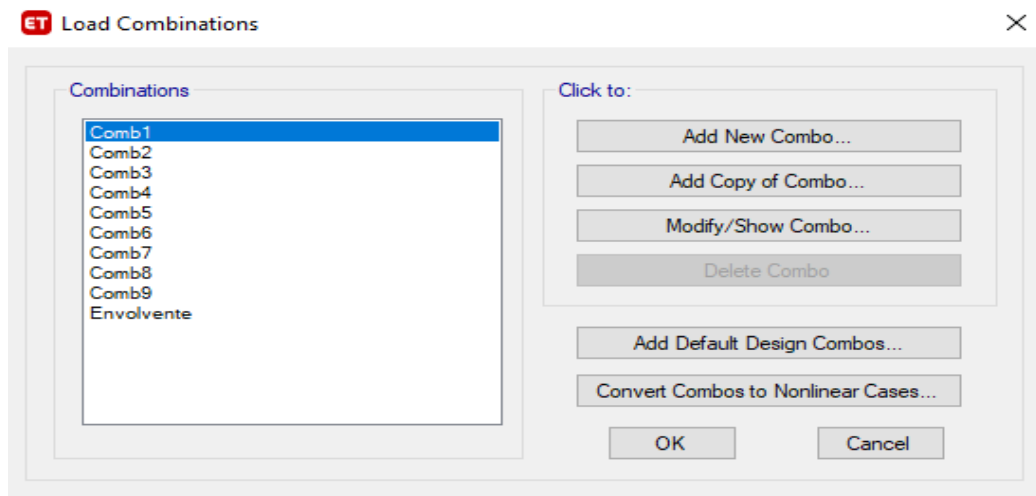 ET Load Combinations
Combinations
Comb1
Comb2
Comb3
Comb4
Comb5
Comb6
Comb7
Comb8
Comb9
Envolvente
Click to:
Add New Combo...
Add Copy of Combo...
Modify/Show Combo...
Delete Combo
Add Default Design Combos...
Convert Combos to Nonlinear Cases...
OK Cancel